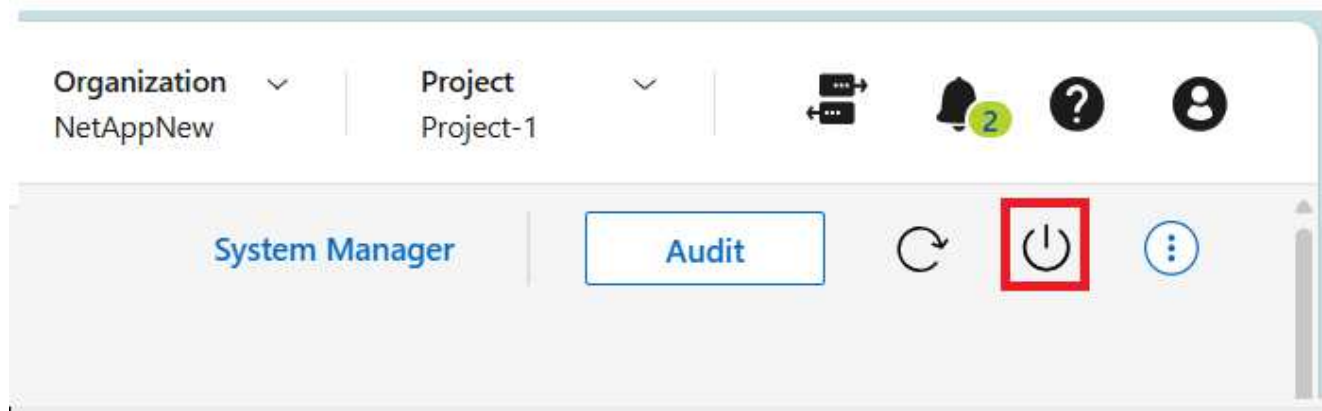 Organization
NetAppNew
Project
Project-1
2
System Manager
Audit